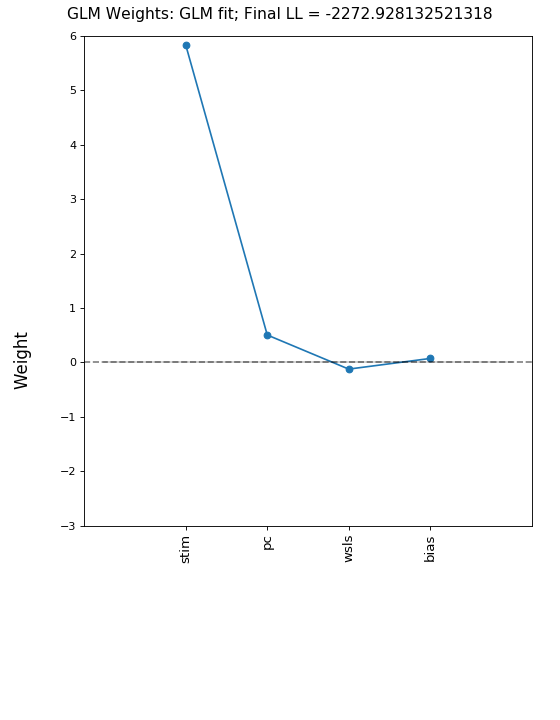 GLM Weights: GLM fit; Final LL = -2272.928132521318
6
5
4
3
2
1
0
−1
−2
−3
Weight
stim
pc
wsls
bias